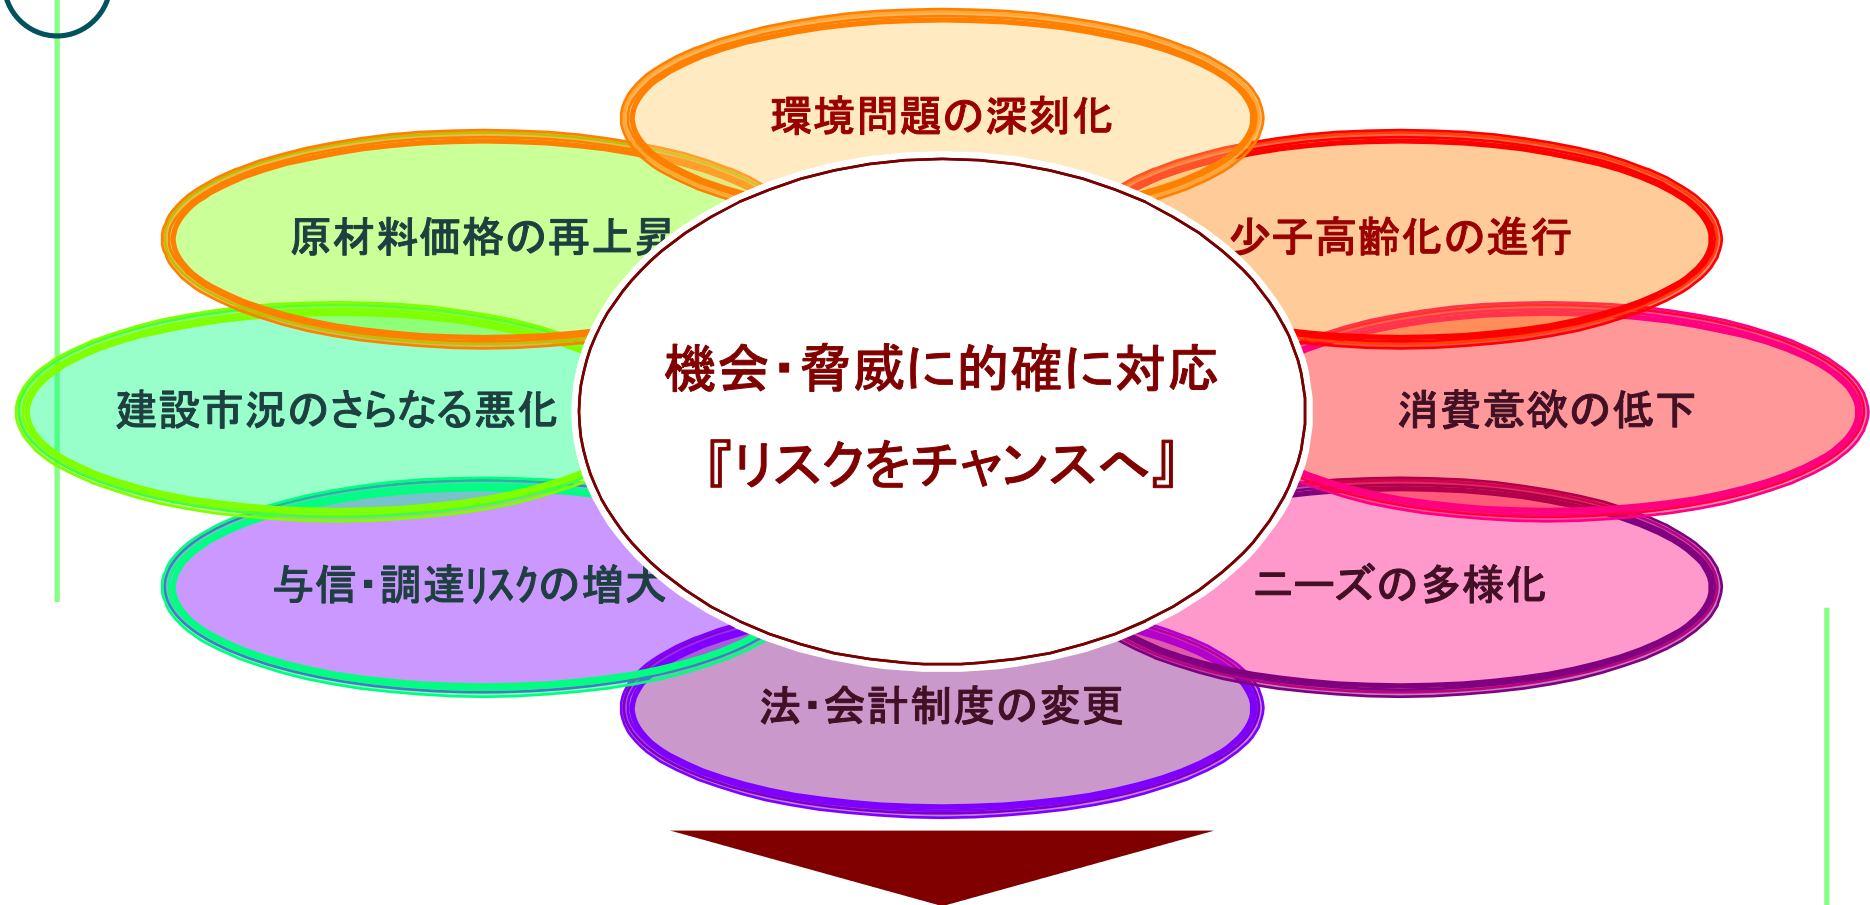 環境問題の深刻化
原材料価格の再上昇
少子高齢化の進行
機会・脅威に的確に対応
建設市況のさらなる悪化
消費意欲の低下
『リスクをチャンスへ』
与信・調達リスクの増大
ニーズの多様化
法・会計制度の変更